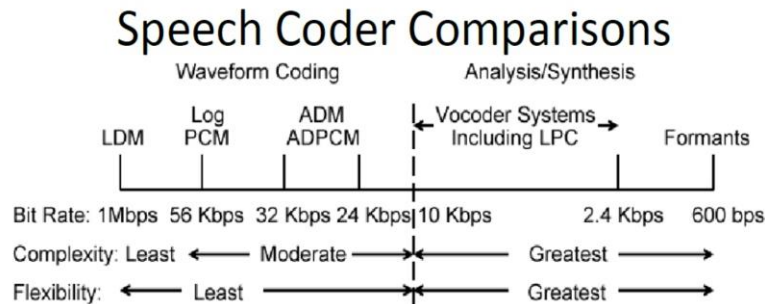 Speech Coder Comparisons
Waveform Coding Analysis/Synthesis
Log ADM Vocoder Systems
LDM PCM ADPCM Including LPC Formants
Bit Rate: 1Mbps 56 Kbps 32 Kbps 24 Kbps 10 Kbps 2.4 Kbps 600 bps
Complexity: Least Moderate Greatest
Flexibility: Least Greatest